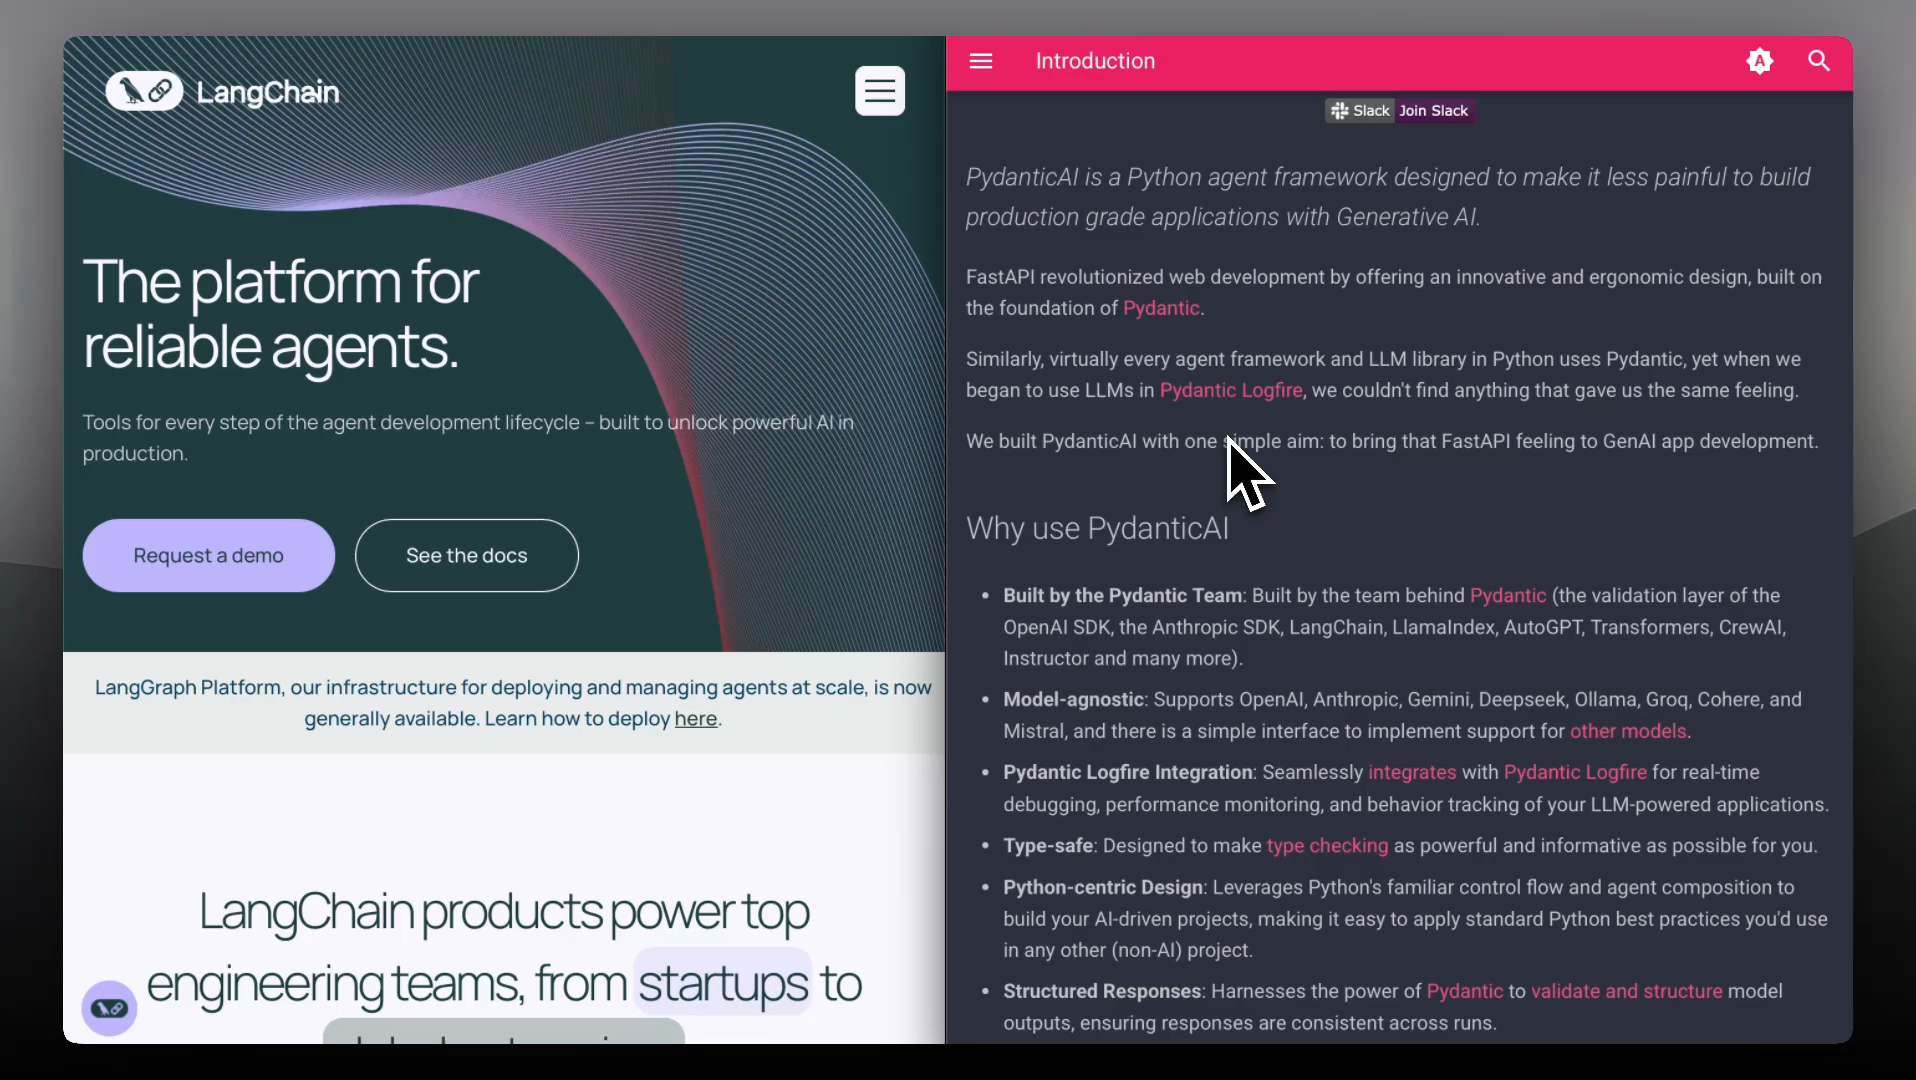 LangChain
The platform for
reliable agents.
Tools for every step of the agent development lifecycle – built to unlock powerful AI in
production.
Request a demo
See the docs
LangGraph Platform, our infrastructure for deploying and managing agents at scale, is now
generally available. Learn how to deploy here.
LangChain products power top
engineering teams, from startups to
Introduction
A
Slack Join Slack
PydanticAI is a Python agent framework designed to make it less painful to build
production grade applications with Generative AI.
FastAPI revolutionized web development by offering an innovative and ergonomic design, built on
the foundation of Pydantic.
Similarly, virtually every agent framework and LLM library in Python uses Pydantic, yet when we
began to use LLMs in Pydantic Logfire, we couldn't find anything that gave us the same feeling.
We built PydanticAI with one simple aim: to bring that FastAPI feeling to GenAI app development.
Why use PydanticAI
• Built by the Pydantic Team: Built by the team behind Pydantic (the validation layer of the
OpenAI SDK, the Anthropic SDK, LangChain, LlamaIndex, AutoGPT, Transformers, CrewAI,
Instructor and many more).
• Model-agnostic: Supports OpenAI, Anthropic, Gemini, Deepseek, Ollama, Groq, Cohere, and
Mistral, and there is a simple interface to implement support for other models.
• Pydantic Logfire Integration: Seamlessly integrates with Pydantic Logfire for real-time
debugging, performance monitoring, and behavior tracking of your LLM-powered applications.
• Type-safe: Designed to make type checking as powerful and informative as possible for you.
• Python-centric Design: Leverages Python's familiar control flow and agent composition to
build your AI-driven projects, making it easy to apply standard Python best practices you'd use
in any other (non-AI) project.
• Structured Responses: Harnesses the power of Pydantic to validate and structure model
outputs, ensuring responses are consistent across runs.